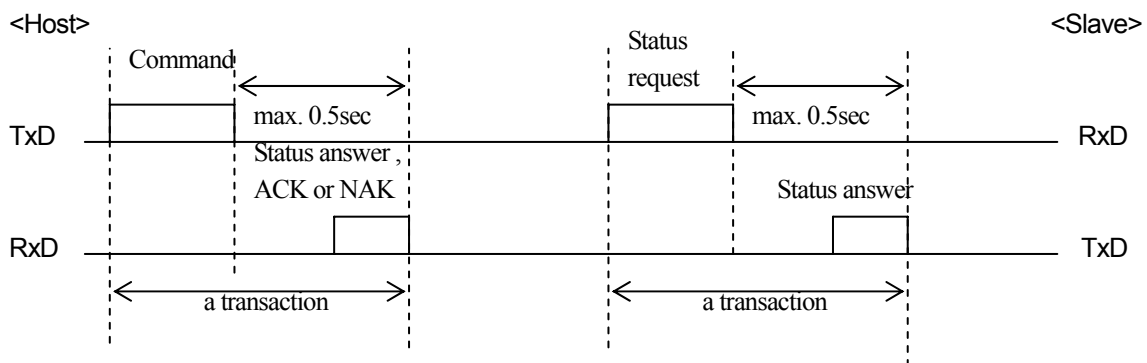 <Host>
<Slave>
Command
Status
request
max. 0.5sec
max. 0.5sec
TxD
RxD
Status answer ,
ACK or NAK
Status answer
RxD
TxD
a transaction
a transaction